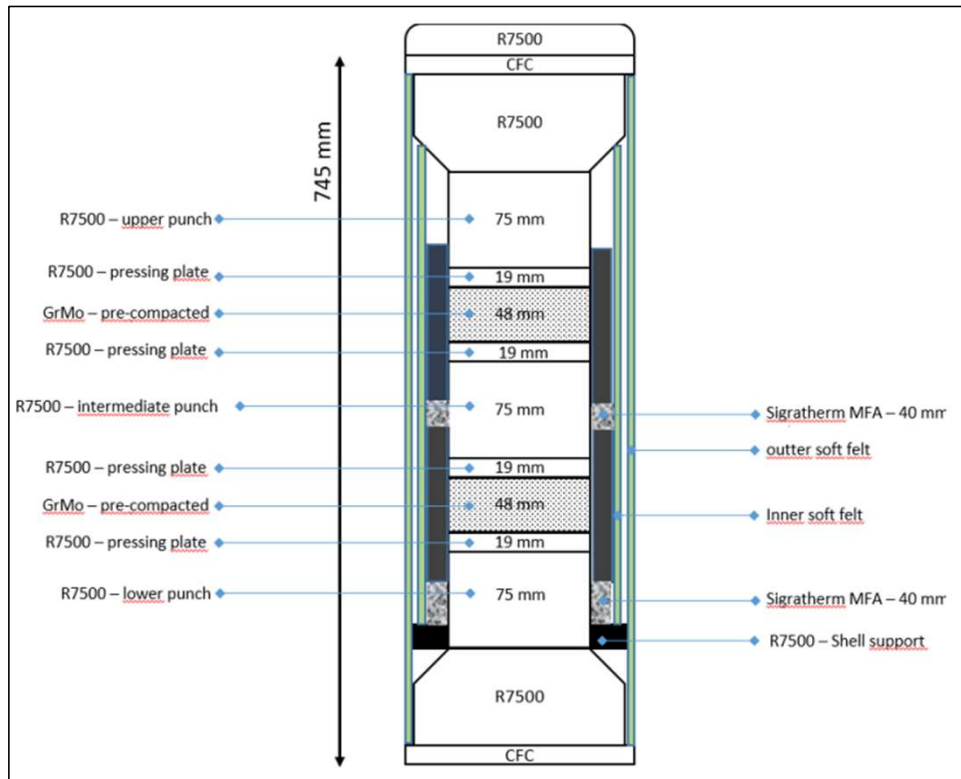 R7500
CFC
R7500
745 mm
R7500 – upper punch
75 mm
R7500 – pressing plate
19 mm
GrMo – pre-compacted
48 mm
R7500 – pressing plate
19 mm
R7500 – intermediate punch
75 mm
Sigratherm MFA – 40 mm
outter soft felt
R7500 – pressing plate
19 mm
GrMo – pre-compacted
48 mm
Inner soft felt
R7500 – pressing plate
19 mm
R7500 – lower punch
75 mm
Sigratherm MFA – 40 mm
R7500 – Shell support
R7500
CFC